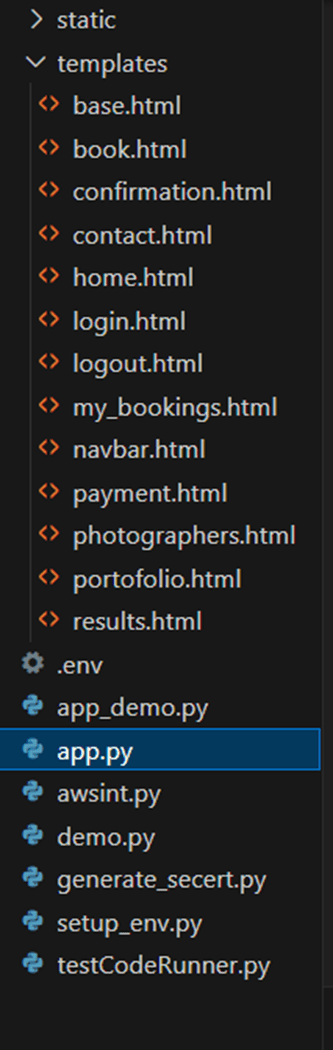 static
templates
base.html
book.html
confirmation.html
contact.html
home.html
login.html
logout.html
my_bookings.html
navbar.html
payment.html
photographers.html
portofolio.html
results.html
.env
app_demo.py
app.py
awsint.py
demo.py
generate_secert.py
setup_env.py
testCodeRunner.py